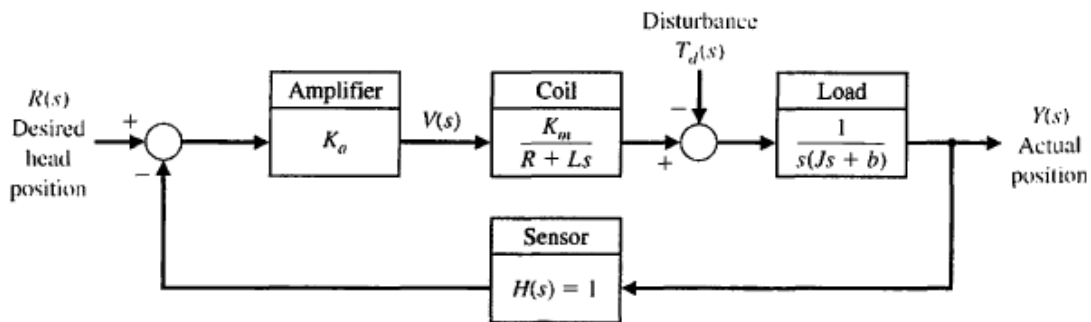 Disturbance
T_d(s)
Amplifier
Coil
Load
R(s)
Desired
head
position
+
−
K_a
V(s)
K_m
R + Ls
+
−
1
s(Js + b)
Y(s)
Actual
position
Sensor
H(s) = 1